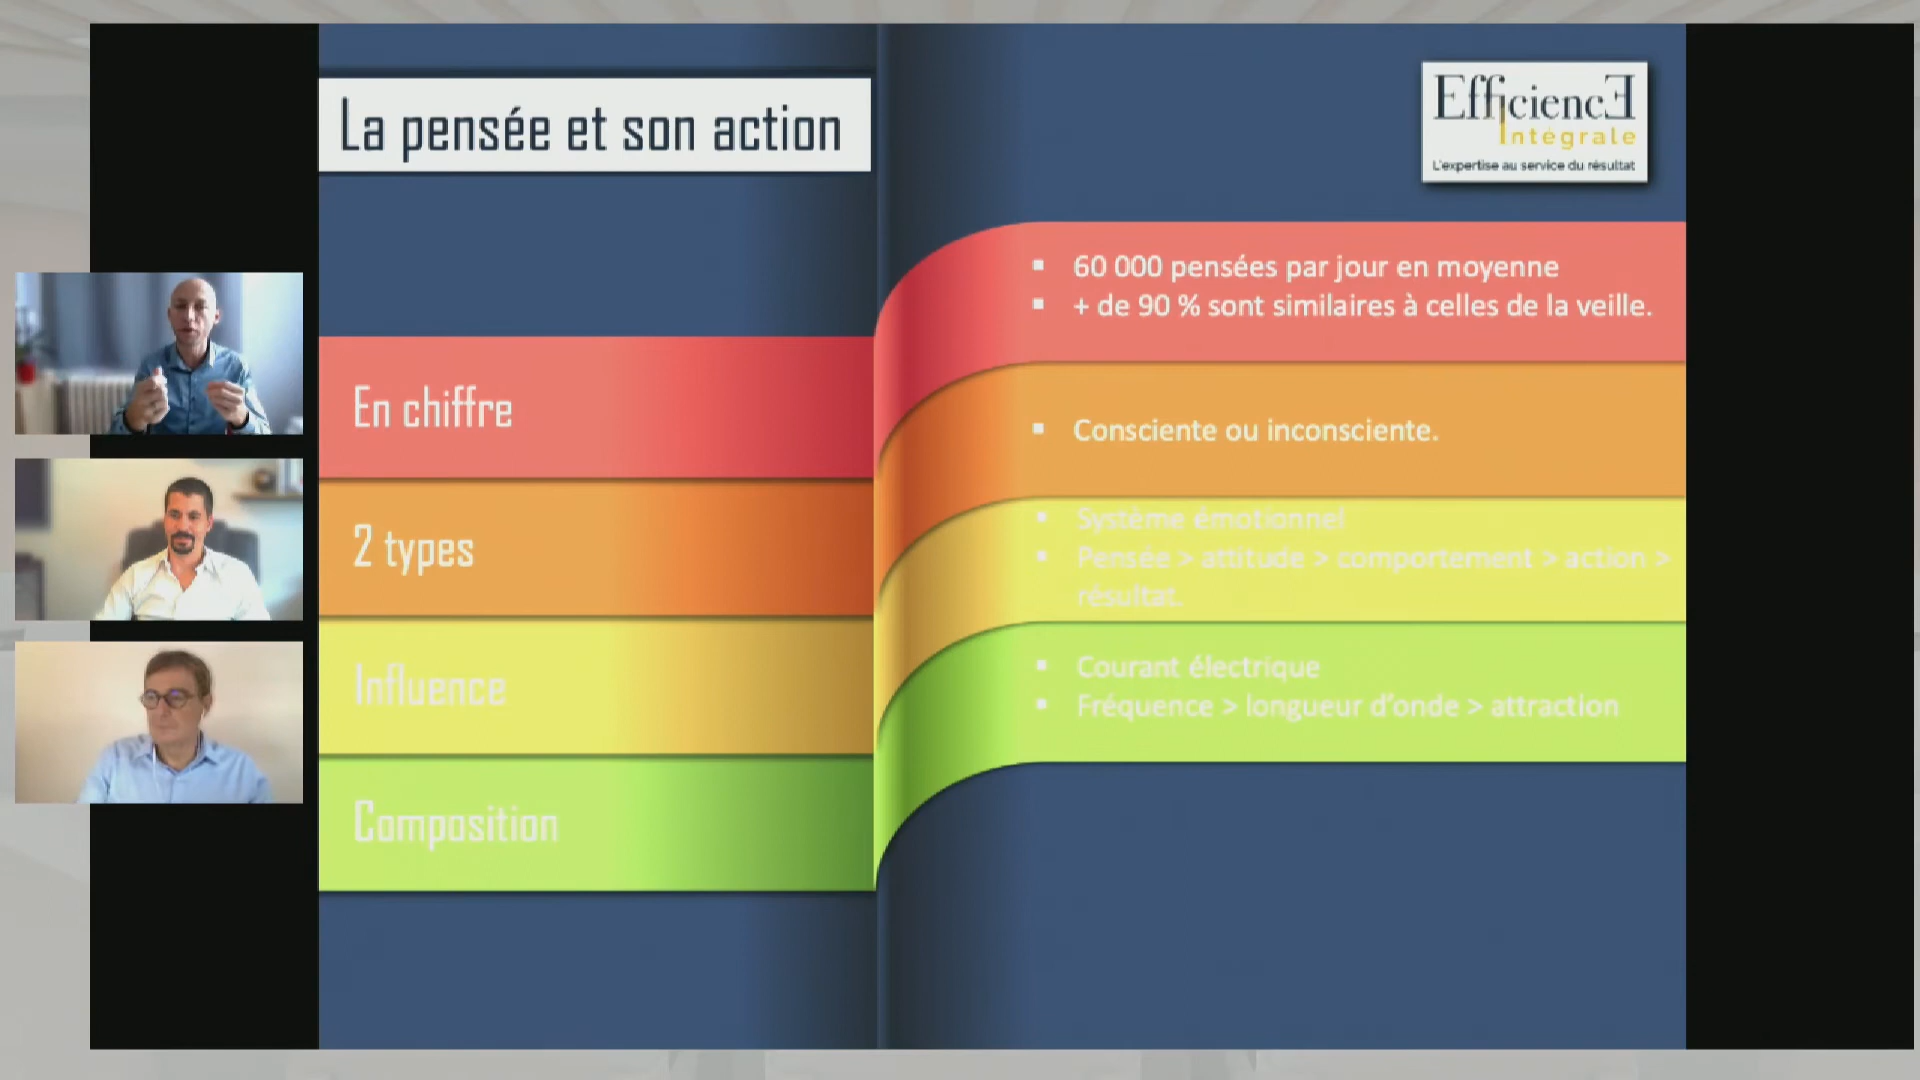 La pensée et son action
EfficiencE
Intégrale
L'expertise au service du résultat
En chiffre
▪ 60 000 pensées par jour en moyenne
▪ + de 90 % sont similaires à celles de la veille.
2 types
▪ Consciente ou inconsciente.
Influence
▪ Système émotionnel
▪ Pensée > attitude > comportement > action >
résultat.
Composition
▪ Courant électrique
▪ Fréquence > longueur d'onde > attraction